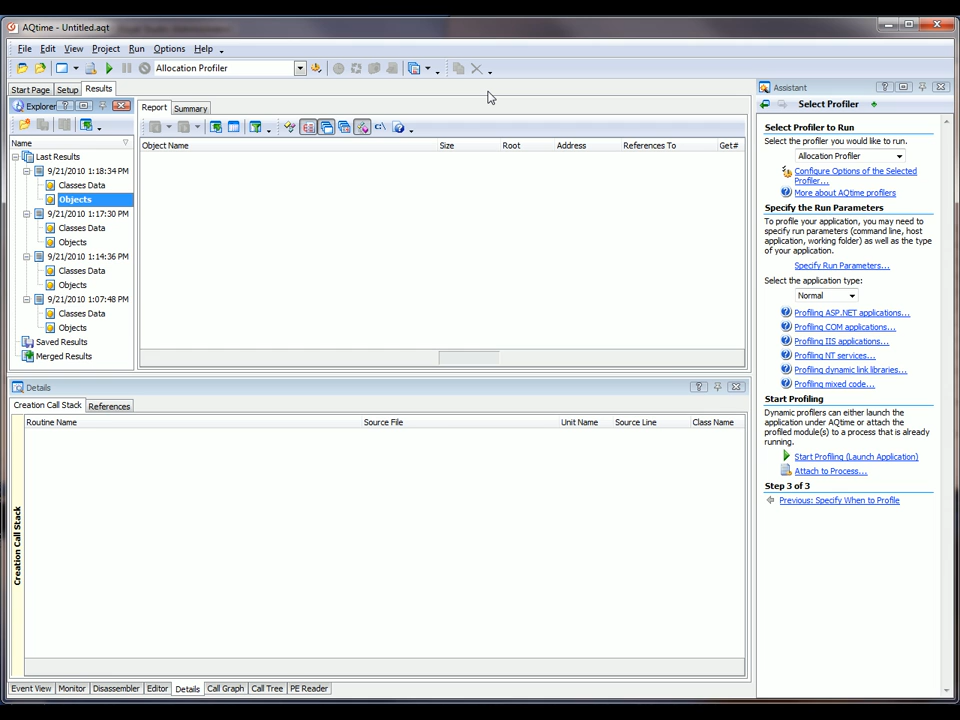 AQtime - Untitled.aqt
File Edit View Project Run Options Help
Allocation Profiler
Start Page Setup Results
Explorer
Name
Last Results
9/21/2010 1:18:34 PM
Classes Data
Objects
9/21/2010 1:17:30 PM
Classes Data
Objects
9/21/2010 1:14:36 PM
Classes Data
Objects
9/21/2010 1:07:48 PM
Classes Data
Objects
Saved Results
Merged Results
Report Summary
Object Name Size Root Address References To Get#
Details
Creation Call Stack References
Routine Name Source File Unit Name Source Line Class Name
Creation Call Stack
Event View Monitor Disassembler Editor Details Call Graph Call Tree PE Reader
Assistant
Select Profiler
Select Profiler to Run
Select the profiler you would like to run.
Allocation Profiler
Configure Options of the Selected
Profiler...
More about AQtime profilers
Specify the Run Parameters
To profile your application, you may need to
specify run parameters (command line, host
application, working folder) as well as the type
of your application.
Specify Run Parameters...
Select the application type:
Normal
Profiling ASP.NET applications...
Profiling COM applications...
Profiling IIS applications...
Profiling NT services...
Profiling dynamic link libraries...
Profiling mixed code...
Start Profiling
Dynamic profilers can either launch the
application under AQtime or attach the
profiled module(s) to a process that is already
running.
Start Profiling (Launch Application)
Attach to Process...
Step 3 of 3
Previous: Specify When to Profile